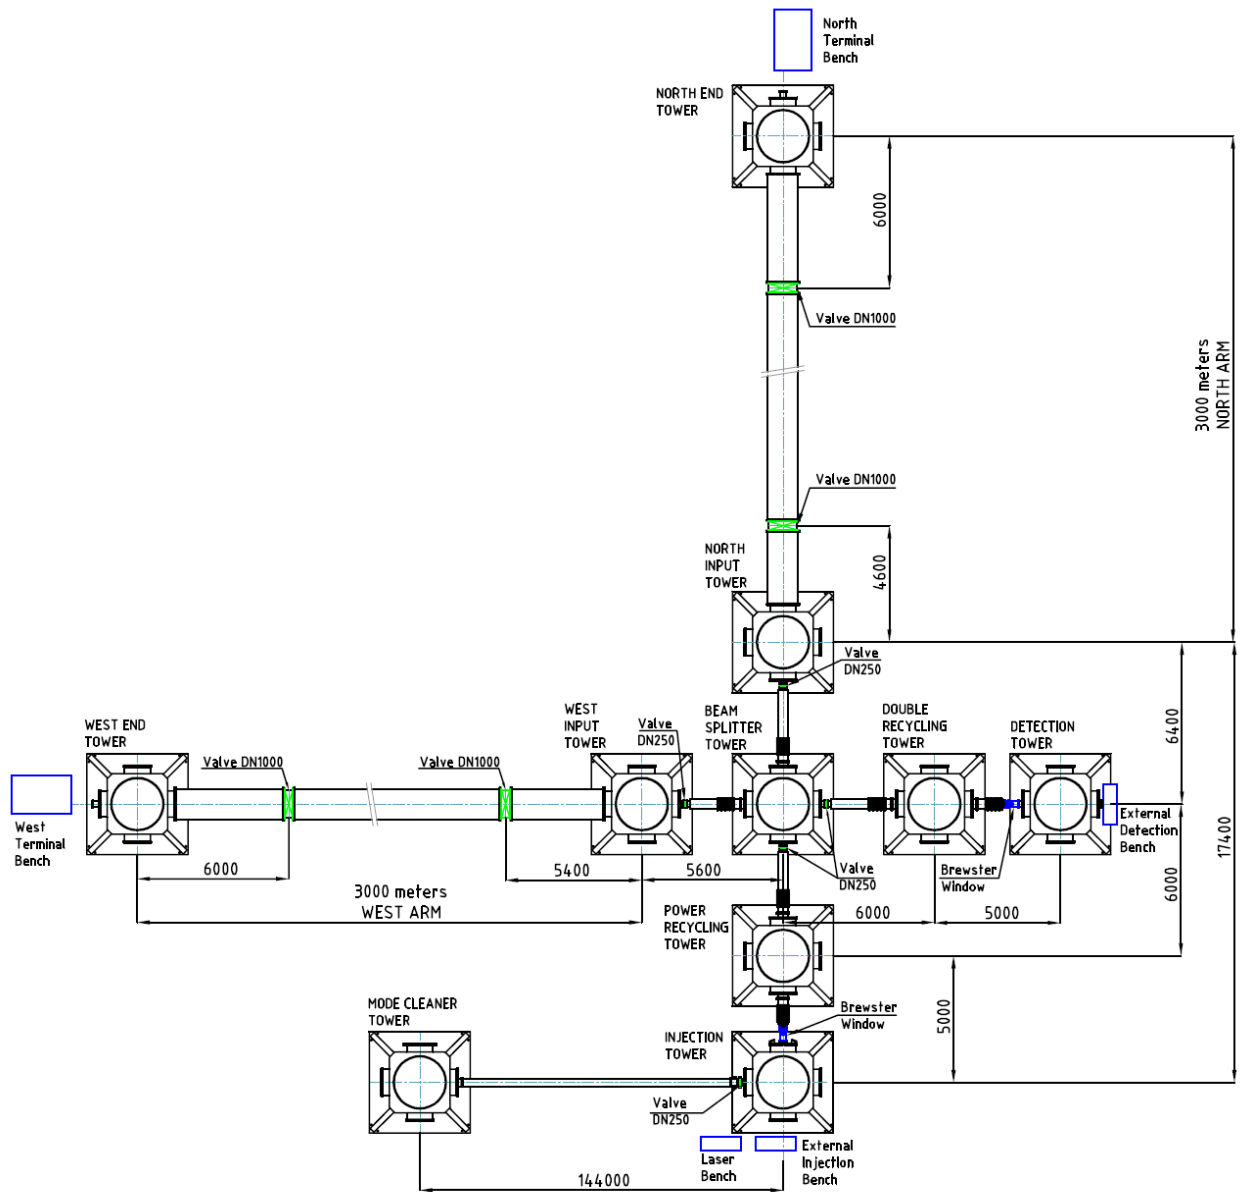 North
Terminal
Bench
NORTH END
TOWER
6000
Valve DN1000
3000 meters
NORTH ARM
Valve DN1000
NORTH
INPUT
TOWER
4600
Valve
DN250
6400
WEST END
TOWER
WEST
INPUT
TOWER
Valve
DN250
BEAM
SPLITTER
TOWER
DOUBLE
RECYCLING
TOWER
DETECTION
TOWER
Valve DN1000
Valve DN1000
West
Terminal
Bench
External
Detection
Bench
17400
6000
5400
5600
Valve
DN250
Brewster
Window
6000
3000 meters
WEST ARM
POWER
RECYCLING
TOWER
6000
5000
MODE CLEANER
TOWER
INJECTION
TOWER
Brewster
Window
5000
Valve
DN250
Laser
Bench
External
Injection
Bench
144000